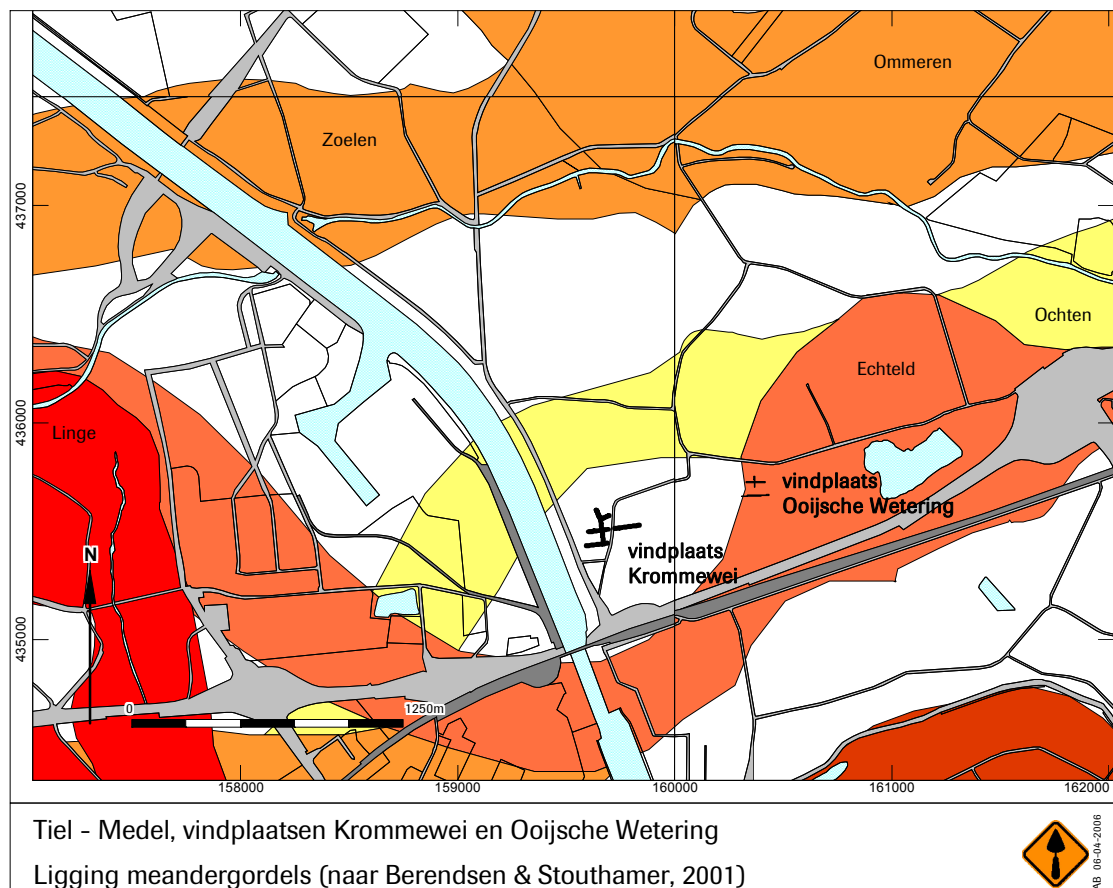 Ommeren
Zoelen
437000
Ochten
Echteld
436000
Linge
vindplaats
Ooijsche Wetering
N
vindplaats
Krommewei
435000
0
1250m
158000
159000
160000
161000
162000
Tiel - Medel, vindplaatsen Krommewei en Ooijsche Wetering
Ligging meandergordels (naar Berendsen & Stouthamer, 2001)
AB 06-04-2006